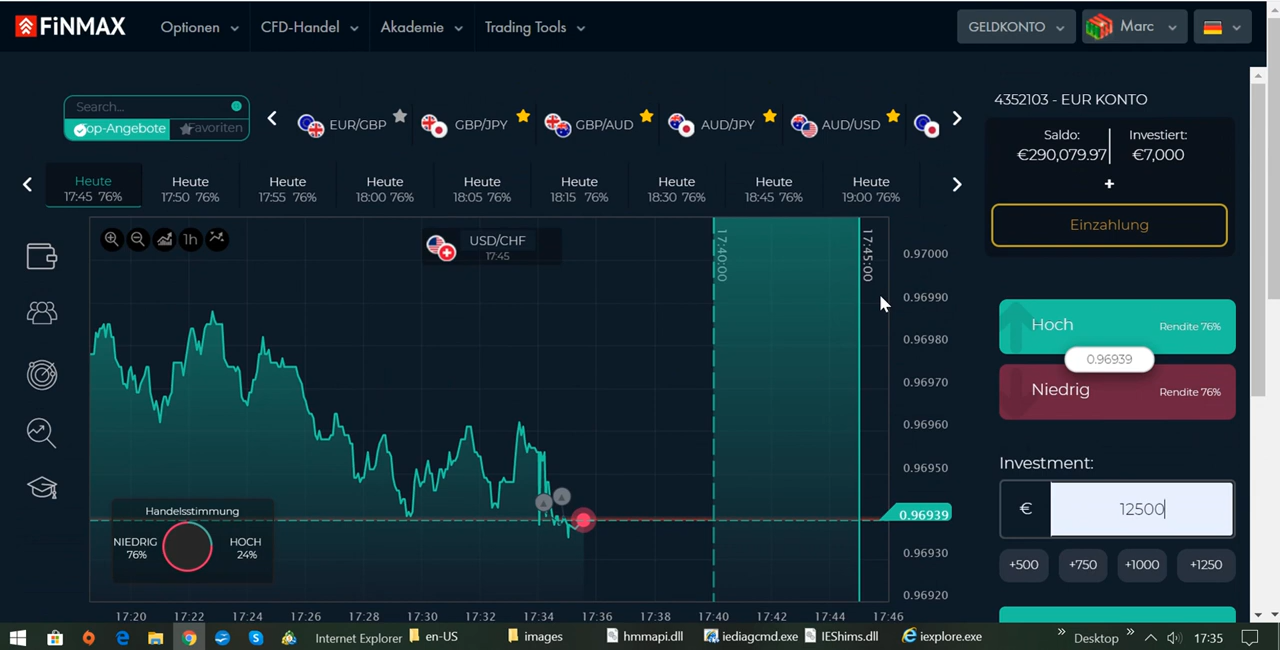 FiNMAX
Optionen
CFD-Handel
Akademie
Trading Tools
GELDKONTO
Marc
Search...
Top-Angebote
Favoriten
EUR/GBP
GBP/JPY
GBP/AUD
AUD/JPY
AUD/USD
4352103 - EUR KONTO
Saldo:
€290,079.97
Investiert:
€7,000
+
Einzahlung
Heute
17:45 76%
Heute
17:50 76%
Heute
17:55 76%
Heute
18:00 76%
Heute
18:05 76%
Heute
18:15 76%
Heute
18:30 76%
Heute
18:45 76%
Heute
19:00 76%
1h
USD/CHF
17:45
17:40:00
17:45:00
0.97000
0.96990
0.96980
0.96970
0.96960
0.96950
0.96939
0.96930
0.96920
Handelsstimmung
NIEDRIG
76%
HOCH
24%
17:20
17:22
17:24
17:26
17:28
17:30
17:32
17:34
17:36
17:38
17:40
17:42
17:44
17:46
Hoch
Rendite 76%
0.96939
Niedrig
Rendite 76%
Investment:
€
12500
+500
+750
+1000
+1250
Internet Explorer
en-US
images
hmmapi.dll
iediagcmd.exe
IEShims.dll
iexplore.exe
Desktop
17:35